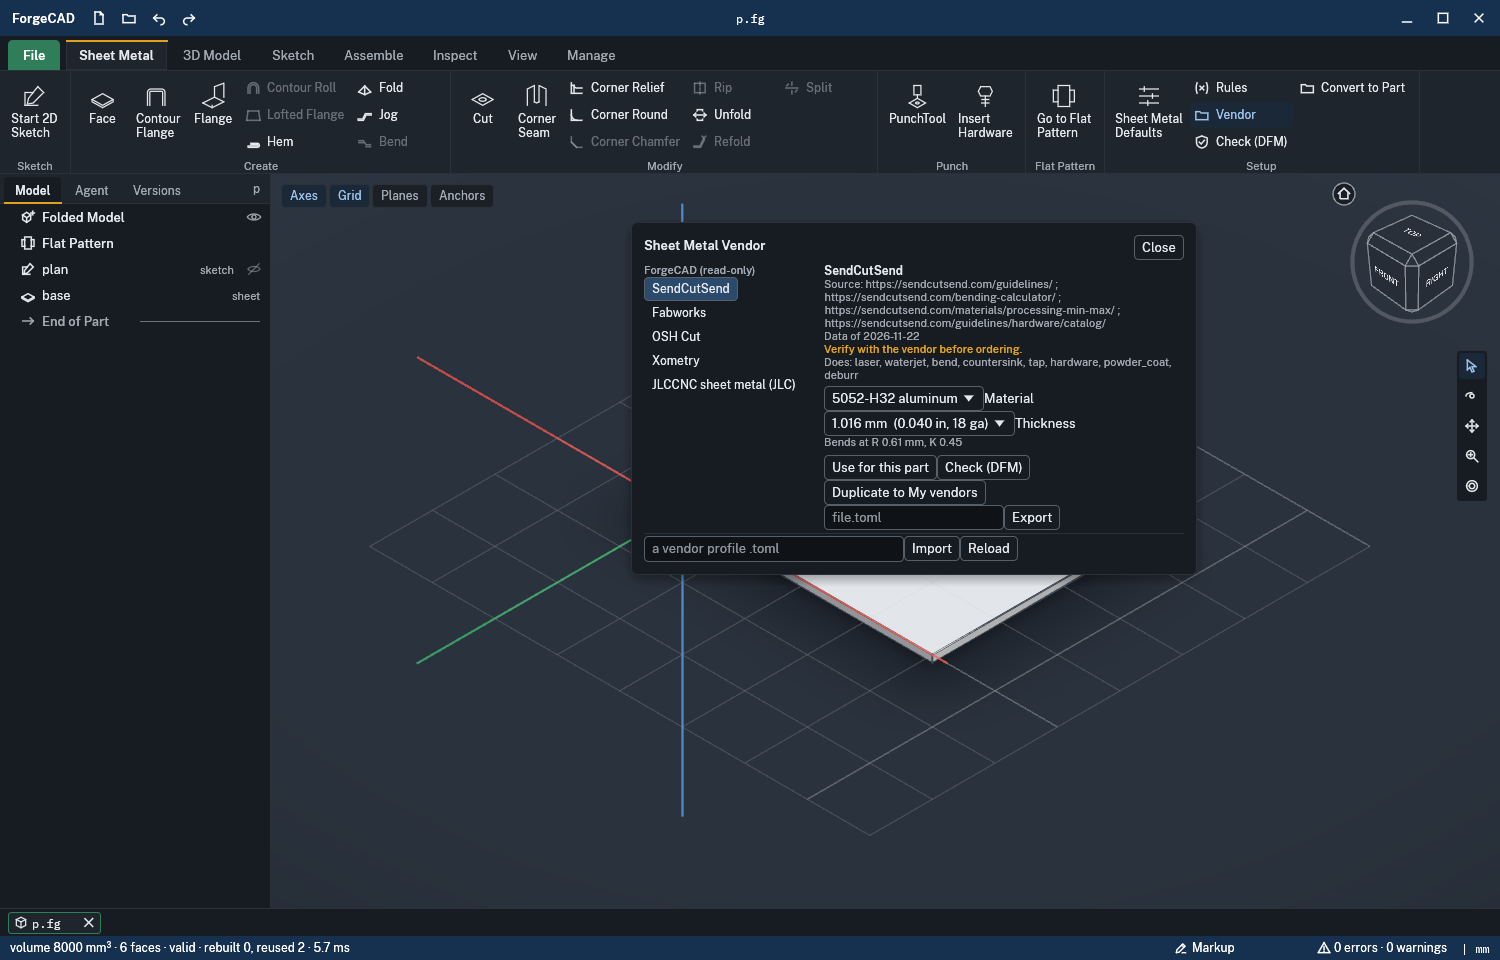 ForgeCAD
p.fg
File
Sheet Metal
3D Model
Sketch
Assemble
Inspect
View
Manage
Start 2D
Sketch
Sketch
Face
Contour
Flange
Flange
Contour Roll
Lofted Flange
Hem
Fold
Jog
Bend
Create
Cut
Corner
Seam
Corner Relief
Corner Round
Corner Chamfer
Rip
Unfold
Refold
Split
Modify
PunchTool
Insert
Hardware
Punch
Go to Flat
Pattern
Flat Pattern
Sheet Metal
Defaults
(x) Rules
Vendor
Check (DFM)
Convert to Part
Setup
Model
Agent
Versions
p
Folded Model
Flat Pattern
plan
sketch
base
sheet
End of Part
Axes
Grid
Planes
Anchors
TOP
FRONT
RIGHT
Sheet Metal Vendor
Close
ForgeCAD (read-only)
SendCutSend
Fabworks
OSH Cut
Xometry
JLCCNC sheet metal (JLC)
SendCutSend
Source: https://sendcutsend.com/guidelines/ ;
https://sendcutsend.com/bending-calculator/ ;
https://sendcutsend.com/materials/processing-min-max/ ;
https://sendcutsend.com/guidelines/hardware/catalog/
Data of 2026-11-22
Verify with the vendor before ordering.
Does: laser, waterjet, bend, countersink, tap, hardware, powder_coat,
deburr
5052-H32 aluminum
Material
1.016 mm (0.040 in, 18 ga)
Thickness
Bends at R 0.61 mm, K 0.45
Use for this part
Check (DFM)
Duplicate to My vendors
file.toml
Export
a vendor profile .toml
Import
Reload
p.fg
volume 8000 mm³ · 6 faces · valid · rebuilt 0, reused 2 · 5.7 ms
Markup
0 errors · 0 warnings
| mm